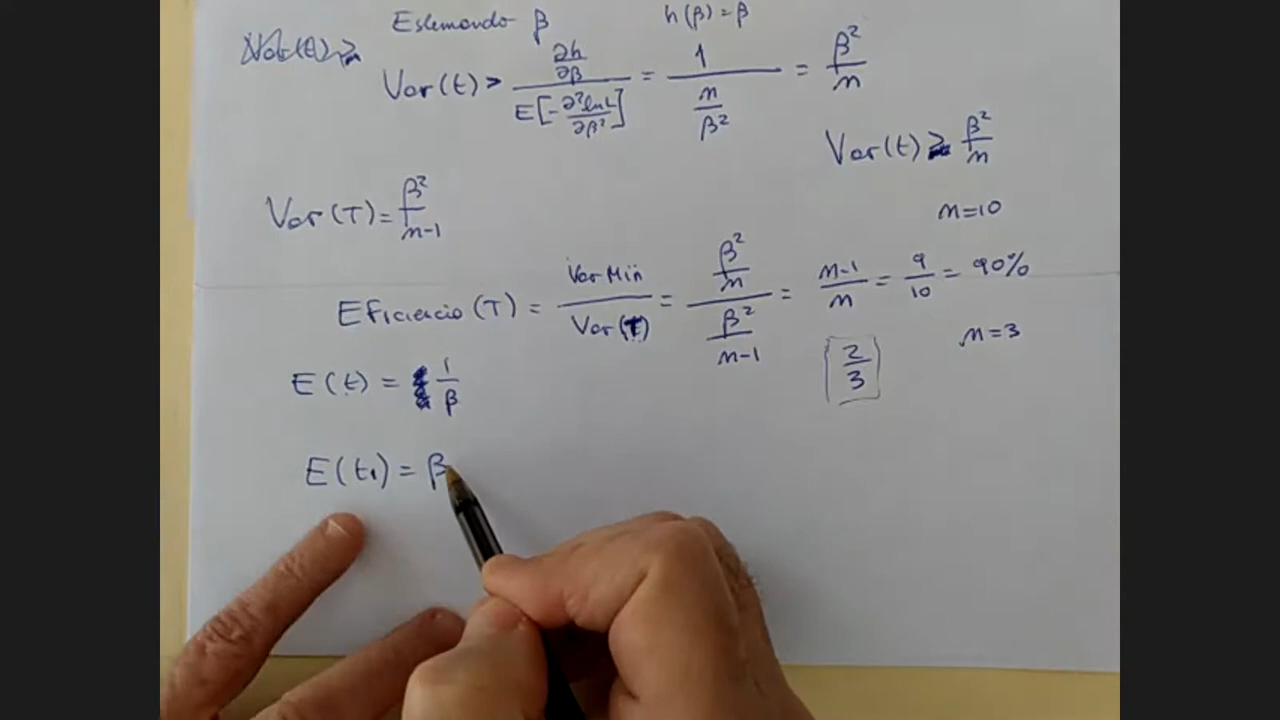 Estimando β
h(β) = β
Var(t) > ∂h/∂β / E[-∂²lnL/∂β²] = 1 / (n/β²) = β²/n
Var(t) ≥ β²/n
Var(T) = β²/n-1
n=10
Eficiencia (T) = Var Min / Var(T) = (β²/n) / (β²/n-1) = n-1/n = 9/10 = 90%
n=3
2/3
E(t) = 1/β
E(t₁) = β